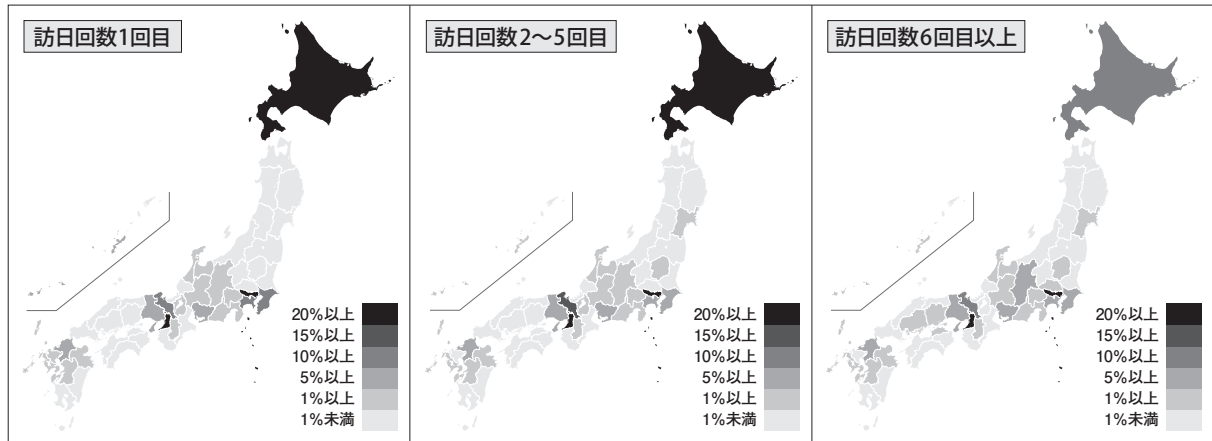 訪日回数1回目
20%以上
15%以上
10%以上
5%以上
1%以上
1%未満
訪日回数2〜5回目
20%以上
15%以上
10%以上
5%以上
1%以上
1%未満
訪日回数6回目以上
20%以上
15%以上
10%以上
5%以上
1%以上
1%未満